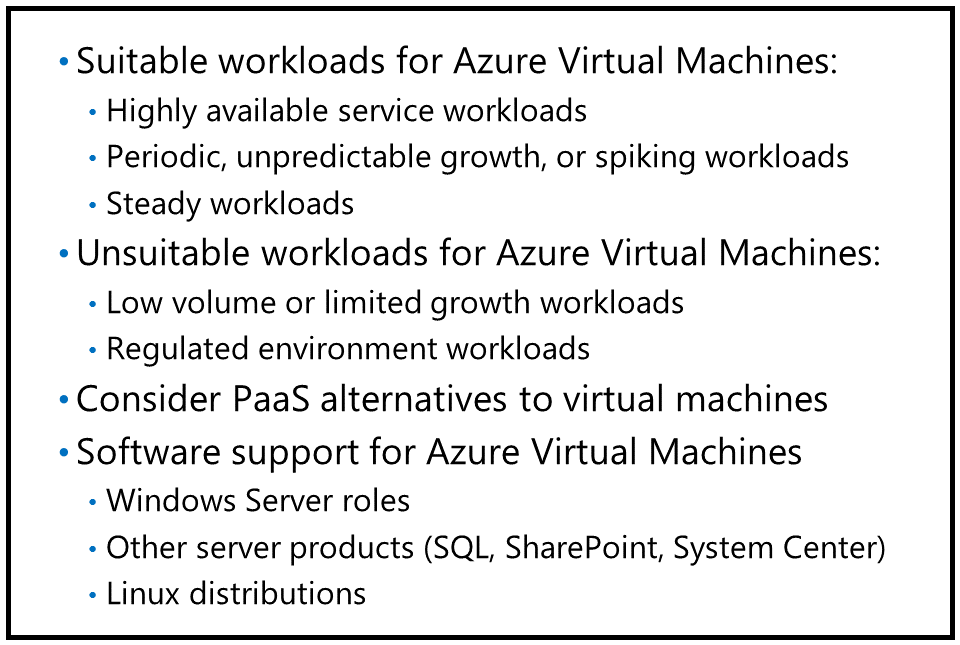 • Suitable workloads for Azure Virtual Machines:
• Highly available service workloads
• Periodic, unpredictable growth, or spiking workloads
• Steady workloads
• Unsuitable workloads for Azure Virtual Machines:
• Low volume or limited growth workloads
• Regulated environment workloads
• Consider PaaS alternatives to virtual machines
• Software support for Azure Virtual Machines
• Windows Server roles
• Other server products (SQL, SharePoint, System Center)
• Linux distributions